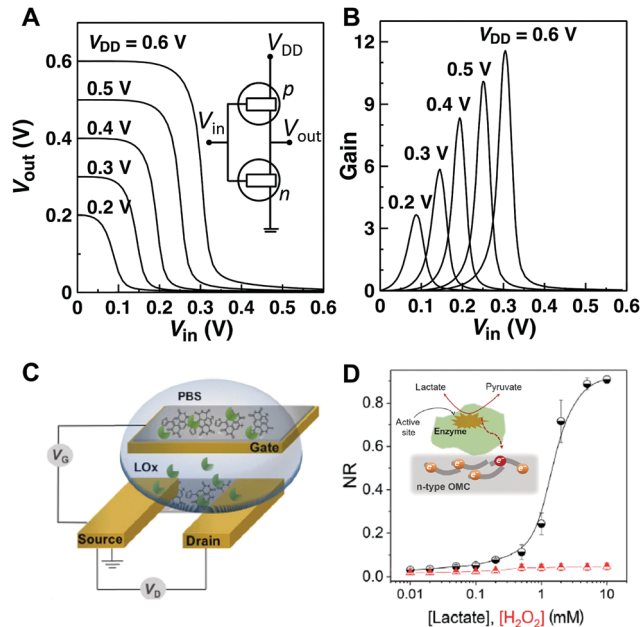 A
V_DD = 0.6 V
0.5 V
0.4 V
0.3 V
0.2 V
V_DD
p
V_in
V_out
n
V_out (V)
0.6
0.5
0.4
0.3
0.2
0.1
0
0 0.1 0.2 0.3 0.4 0.5 0.6
V_in (V)
B
V_DD = 0.6 V
0.5 V
0.4 V
0.3 V
0.2 V
Gain
12
9
6
3
0
0 0.1 0.2 0.3 0.4 0.5 0.6
V_in (V)
C
PBS
Gate
V_G
LOx
Source
Drain
V_D
D
Lactate
Pyruvate
Active
site
Enzyme
e⁻ e⁻ e⁻ e⁻ e⁻
n-type OMC
NR
0.8
0.6
0.4
0.2
0.0
0.01 0.1 1 10
[Lactate], [H₂O₂] (mM)